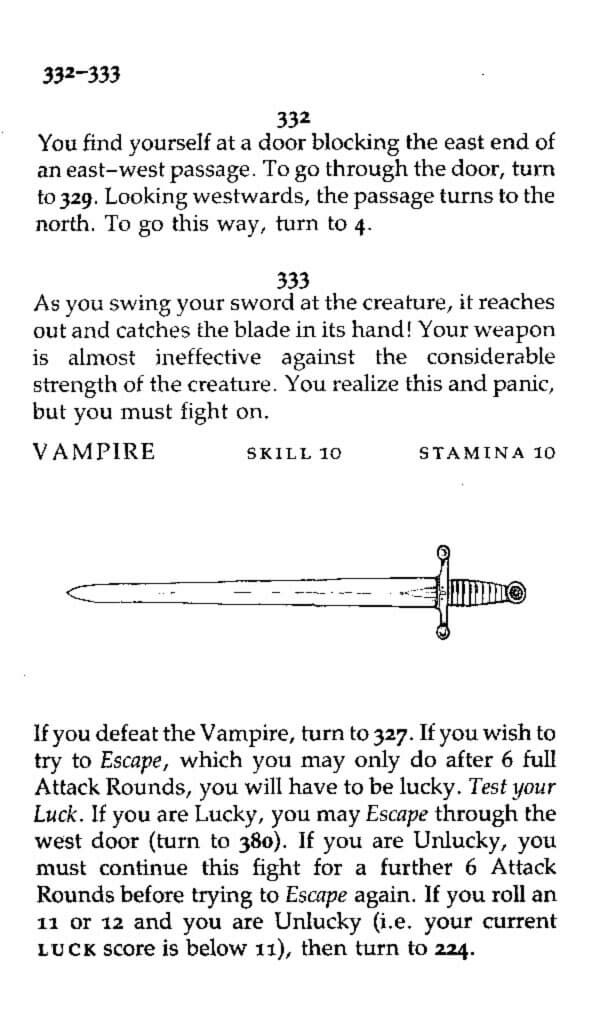 332–333
332
You find yourself at a door blocking the east end of
an east–west passage. To go through the door, turn
to 329. Looking westwards, the passage turns to the
north. To go this way, turn to 4.
333
As you swing your sword at the creature, it reaches
out and catches the blade in its hand! Your weapon
is almost ineffective against the considerable
strength of the creature. You realize this and panic,
but you must fight on.
VAMPIRE SKILL 10 STAMINA 10
If you defeat the Vampire, turn to 327. If you wish to
try to Escape, which you may only do after 6 full
Attack Rounds, you will have to be lucky. Test your
Luck. If you are Lucky, you may Escape through the
west door (turn to 380). If you are Unlucky, you
must continue this fight for a further 6 Attack
Rounds before trying to Escape again. If you roll an
11 or 12 and you are Unlucky (i.e. your current
LUCK score is below 11), then turn to 224.